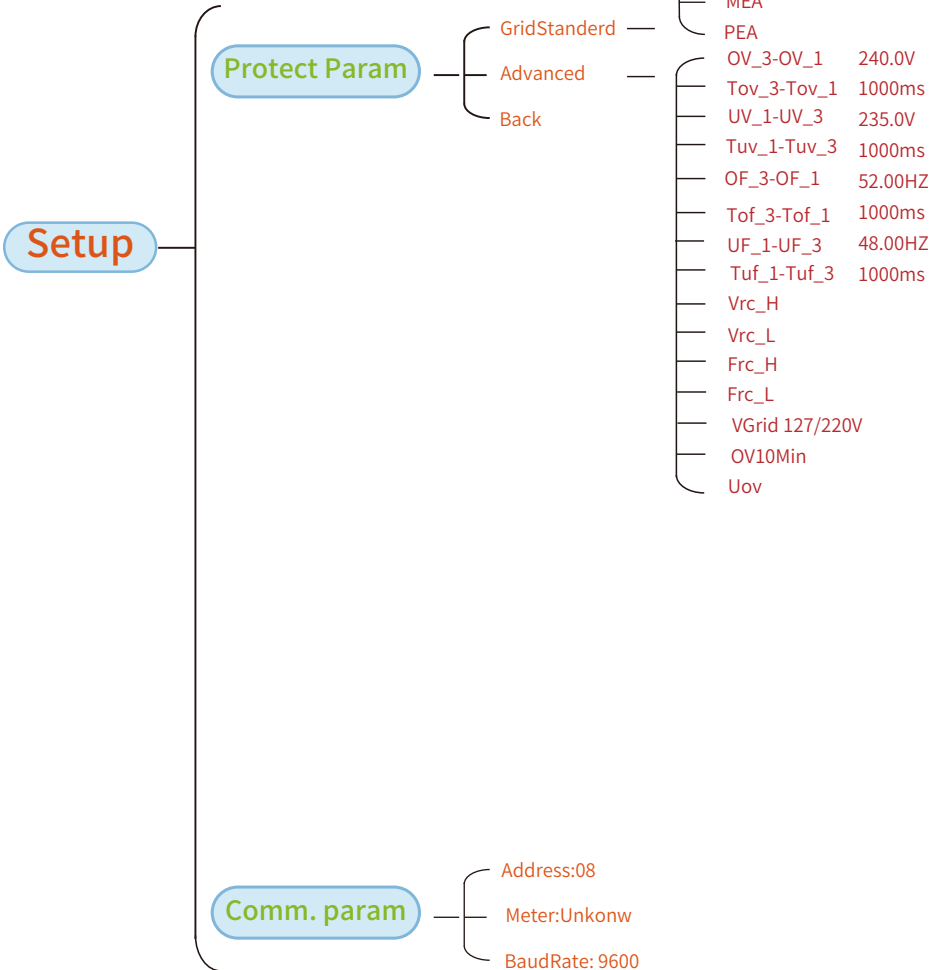 MEA
PEA
GridStanderd
Protect Param
Advanced
Back
OV_3-OV_1 240.0V
Tov_3-Tov_1 1000ms
UV_1-UV_3 235.0V
Tuv_1-Tuv_3 1000ms
OF_3-OF_1 52.00HZ
Tof_3-Tof_1 1000ms
UF_1-UF_3 48.00HZ
Tuf_1-Tuf_3 1000ms
Vrc_H
Vrc_L
Frc_H
Frc_L
VGrid 127/220V
OV10Min
Uov
Setup
Comm. param
Address:08
Meter:Unkonw
BaudRate: 9600